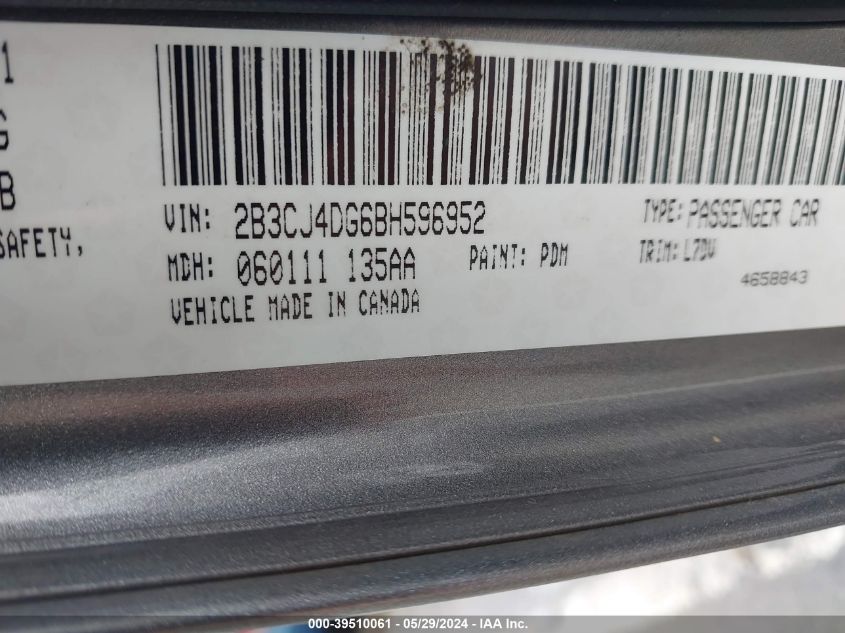 1
G
B
SAFETY,
VIN: 2B3CJ4DG6BH596952
TYPE: PASSENGER CAR
MDH: 060111 135AA
PAINT: PDM
TRIM: L7DV
4658843
VEHICLE MADE IN CANADA
000-39510061 - 05/29/2024 - IAA Inc.